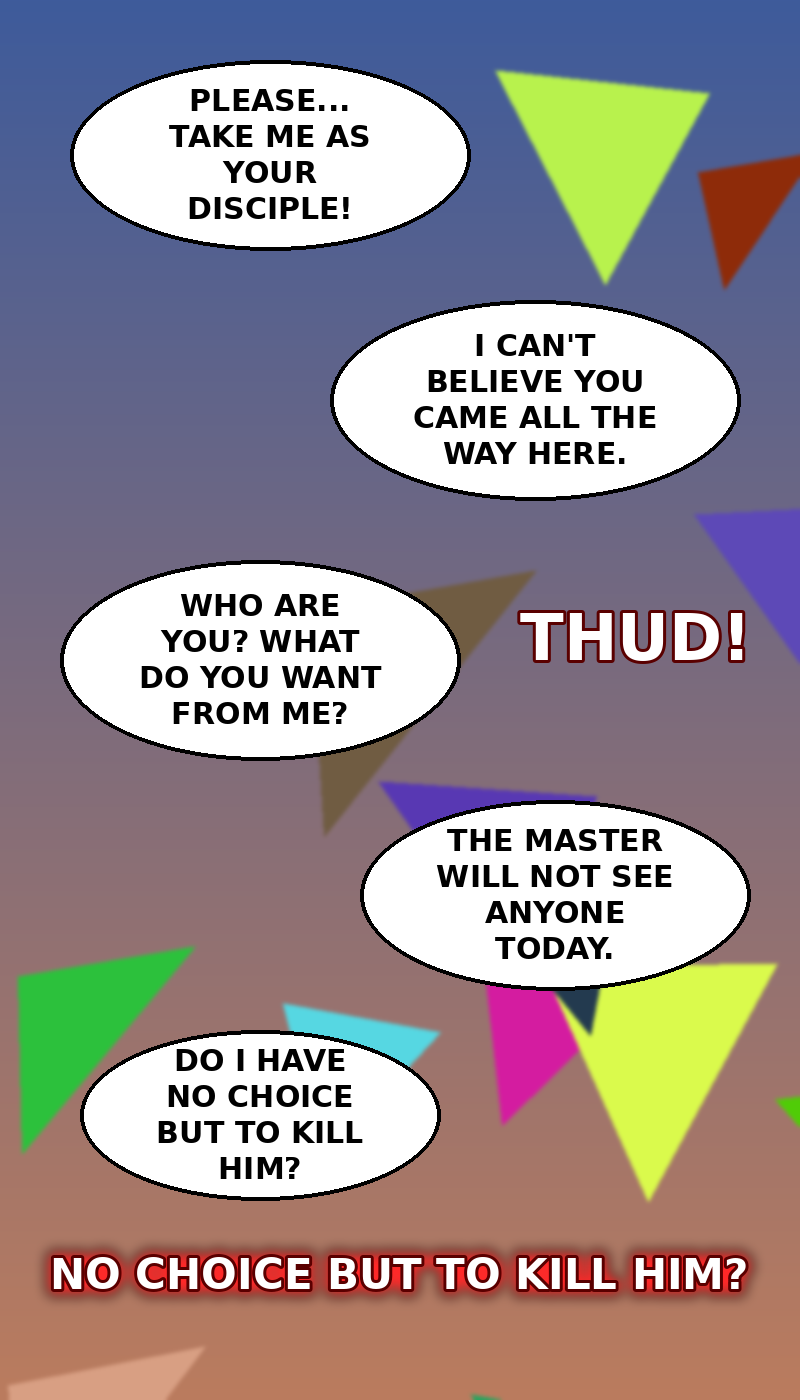 PLEASE...
TAKE ME AS
YOUR
DISCIPLE!
I CAN'T
BELIEVE YOU
CAME ALL THE
WAY HERE.
WHO ARE
YOU? WHAT
DO YOU WANT
FROM ME?
THUD!
THE MASTER
WILL NOT SEE
ANYONE
TODAY.
DO I HAVE
NO CHOICE
BUT TO KILL
HIM?
NO CHOICE BUT TO KILL HIM?